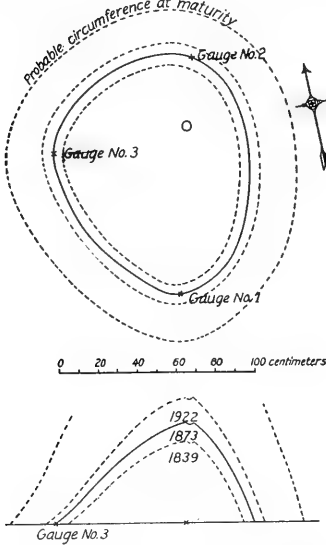 Probable circumference at maturity
Gauge No. 2
O
Gauge No. 3
Gauge No. 1
0 20 40 60 80 100 centimeters
1922
1873
1839
Gauge No. 3